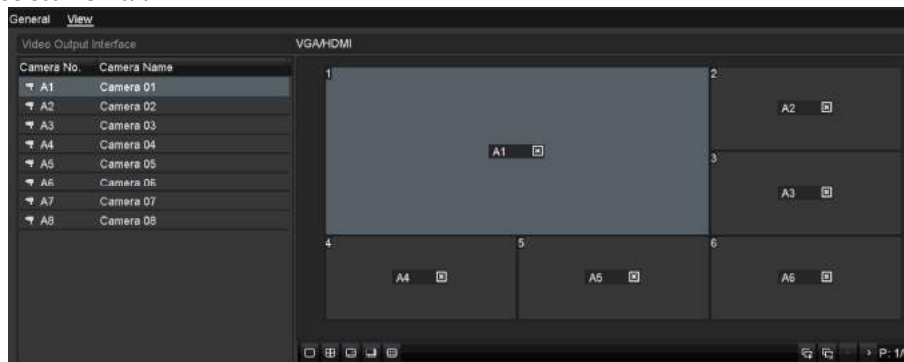 General View
Video Output Interface VGA/HDMI
Camera No. Camera Name
A1 Camera 01
A2 Camera 02
A3 Camera 03
A4 Camera 04
A5 Camera 05
A6 Camera 06
A7 Camera 07
A8 Camera 08
1
A1
2
A2
3
A3
4
A4
5
A5
6
A6
P: 1/